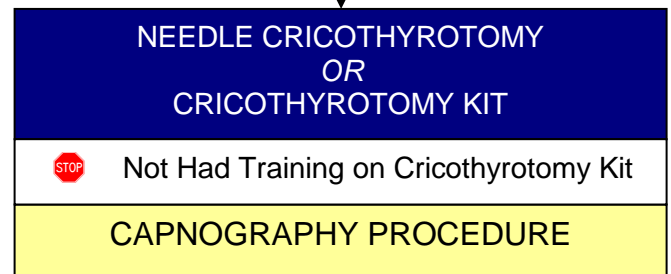 NEEDLE CRICOTHYROTOMY
OR
CRICOTHYROTOMY KIT
STOP Not Had Training on Cricothyrotomy Kit
CAPNOGRAPHY PROCEDURE